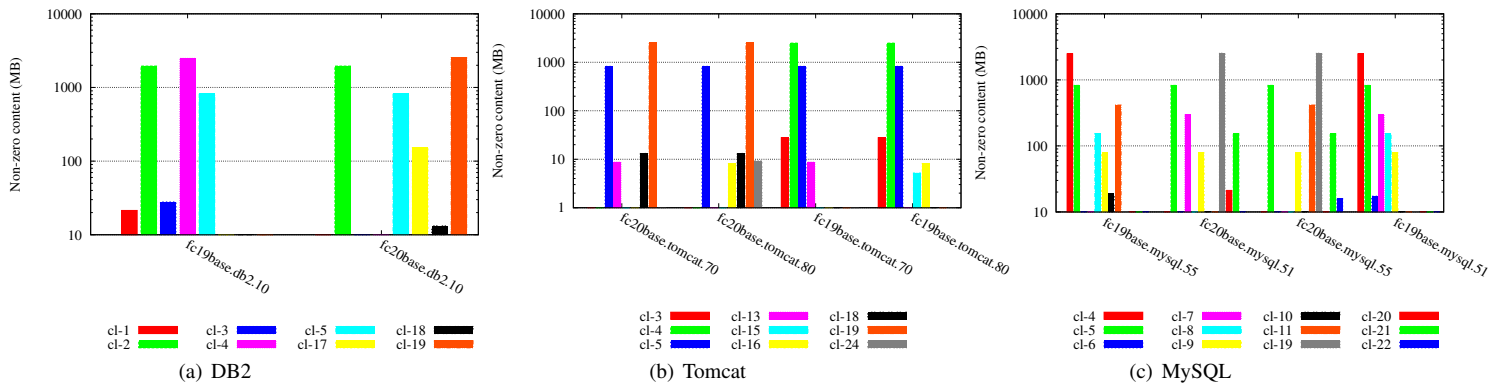 Non-zero content (MB)
10000
1000
100
10
fc19base.db2.10
fc20base.db2.10
cl-1
cl-2
cl-3
cl-4
cl-5
cl-17
cl-18
cl-19
(a) DB2
Non-zero content (MB)
10000
1000
100
10
1
fc20base.tomcat.70
fc20base.tomcat.80
fc19base.tomcat.70
fc19base.tomcat.80
cl-3
cl-4
cl-5
cl-13
cl-15
cl-16
cl-18
cl-19
cl-24
(b) Tomcat
Non-zero content (MB)
10000
1000
100
10
fc19base.mysql.55
fc20base.mysql.51
fc20base.mysql.55
fc19base.mysql.51
cl-4
cl-5
cl-6
cl-7
cl-8
cl-9
cl-10
cl-11
cl-19
cl-20
cl-21
cl-22
(c) MySQL